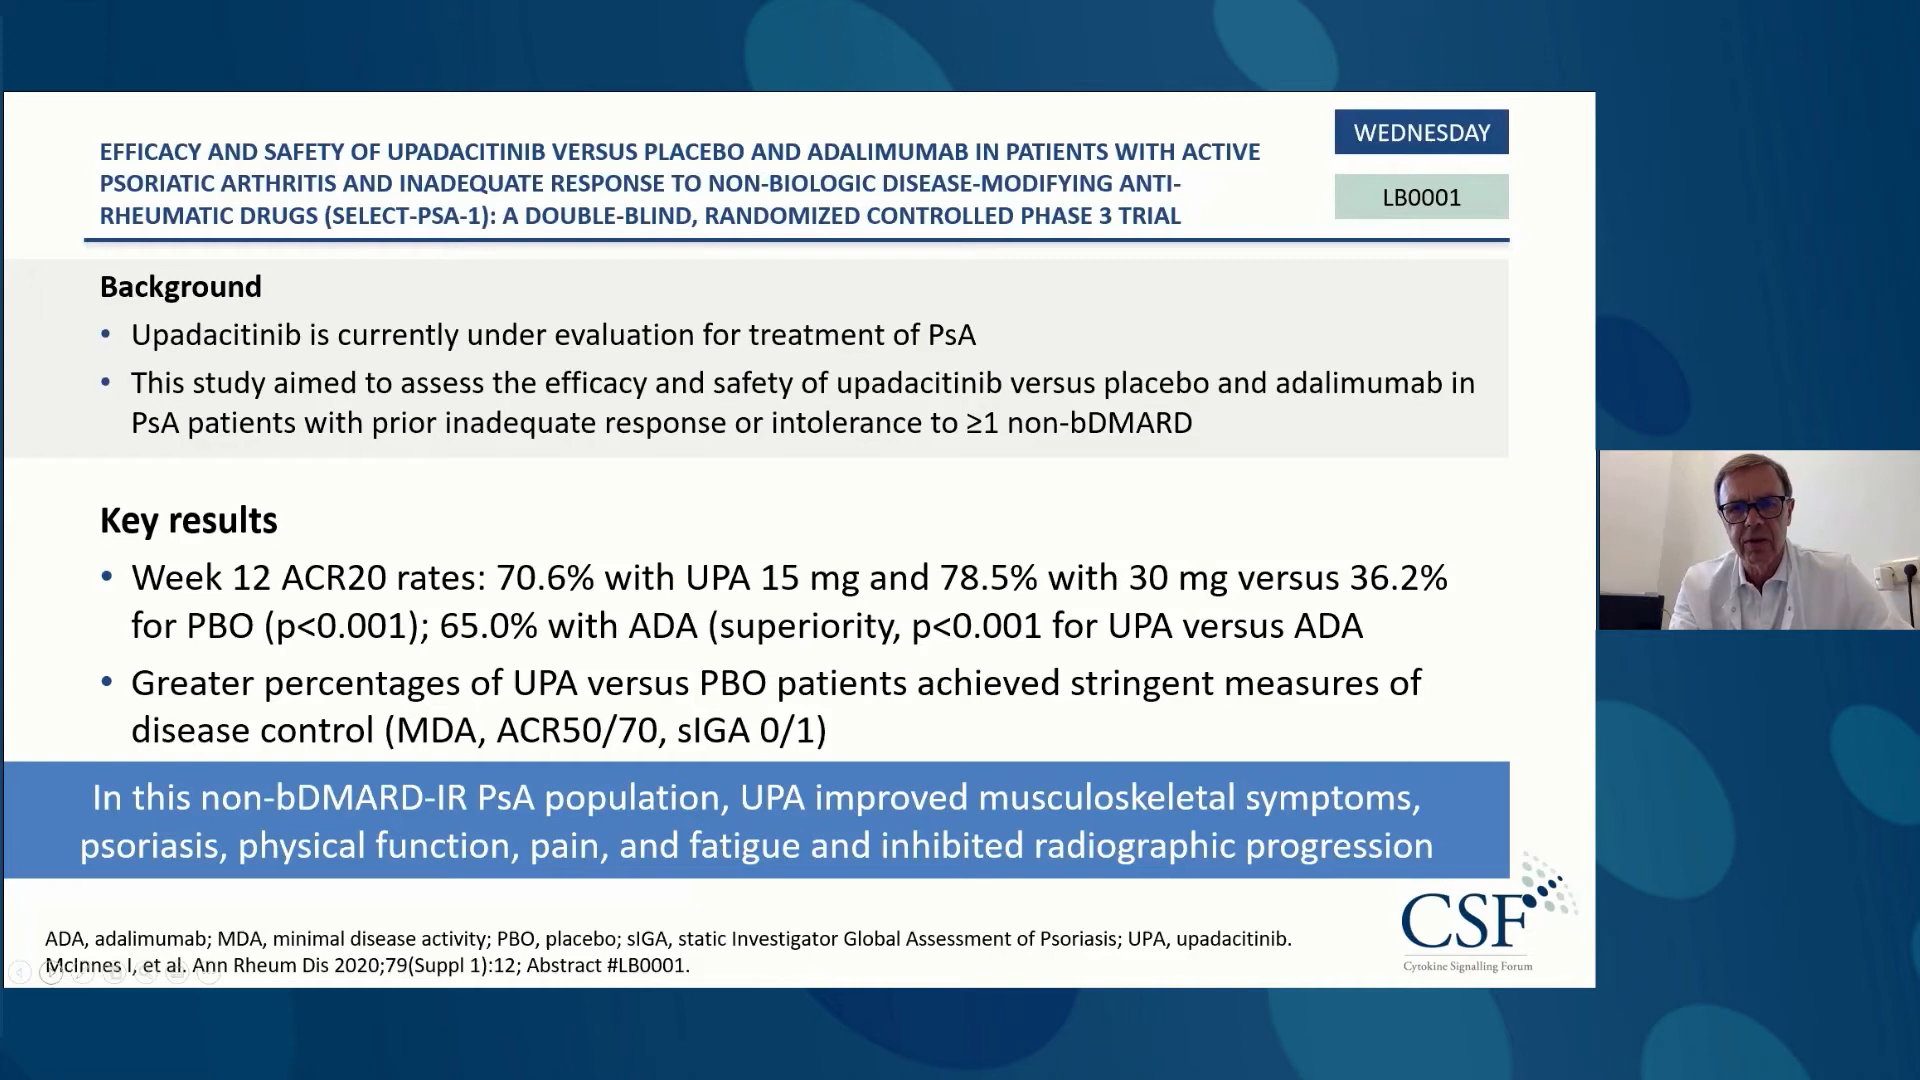 EFFICACY AND SAFETY OF UPADACITINIB VERSUS PLACEBO AND ADALIMUMAB IN PATIENTS WITH ACTIVE
PSORIATIC ARTHRITIS AND INADEQUATE RESPONSE TO NON-BIOLOGIC DISEASE-MODIFYING ANTI-
RHEUMATIC DRUGS (SELECT-PSA-1): A DOUBLE-BLIND, RANDOMIZED CONTROLLED PHASE 3 TRIAL
WEDNESDAY
LB0001
Background
• Upadacitinib is currently under evaluation for treatment of PsA
• This study aimed to assess the efficacy and safety of upadacitinib versus placebo and adalimumab in
PsA patients with prior inadequate response or intolerance to ≥1 non-bDMARD
Key results
• Week 12 ACR20 rates: 70.6% with UPA 15 mg and 78.5% with 30 mg versus 36.2%
for PBO (p<0.001); 65.0% with ADA (superiority, p<0.001 for UPA versus ADA
• Greater percentages of UPA versus PBO patients achieved stringent measures of
disease control (MDA, ACR50/70, sIGA 0/1)
In this non-bDMARD-IR PsA population, UPA improved musculoskeletal symptoms,
psoriasis, physical function, pain, and fatigue and inhibited radiographic progression
ADA, adalimumab; MDA, minimal disease activity; PBO, placebo; sIGA, static Investigator Global Assessment of Psoriasis; UPA, upadacitinib.
McInnes I, et al. Ann Rheum Dis 2020;79(Suppl 1):12; Abstract #LB0001.
CSF
Cytokine Signalling Forum